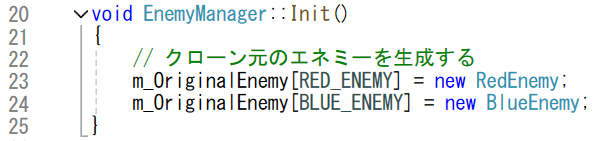 20 void EnemyManager::Init()
21 {
22 // クローン元のエネミーを生成する
23 m_OriginalEnemy[RED_ENEMY] = new RedEnemy;
24 m_OriginalEnemy[BLUE_ENEMY] = new BlueEnemy;
25 }